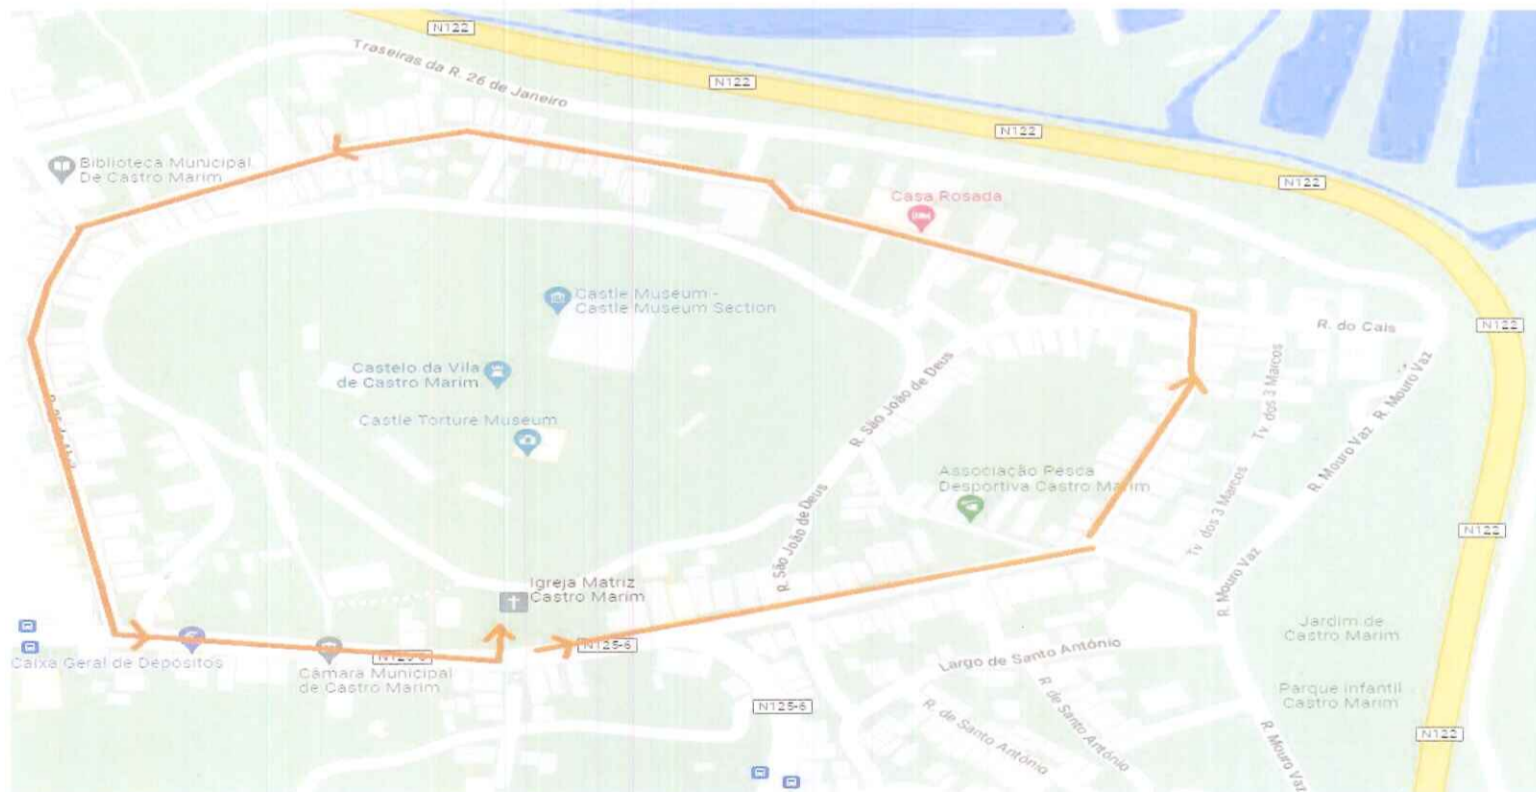 N122
Traseiras da R. 26 de Janeiro
N122
N122
N122
Biblioteca Municipal
De Castro Marim
Casa Rosada
Castle Museum -
Castle Museum Section
R. do Cais
N122
Castelo da Vila
de Castro Marim
Castle Torture Museum
R. São João de Deus
Tv. dos 3 Marcos
R. Mouro Vaz
R. Mouro Vaz
Associação Pesca
Desportiva Castro Marim
R. São João de Deus
Tv. dos 3 Marcos
N122
R. Mouro Vaz
Igreja Matriz
Castro Marim
Jardim de
Castro Marim
N125-6
N125-6
Caixa Geral de Depósitos
Câmara Municipal
de Castro Marim
Largo de Santo António
Parque infantil
Castro Marim
N125-6
R. de Santo António
R. de Santo António
R. Mouro Vaz
N122